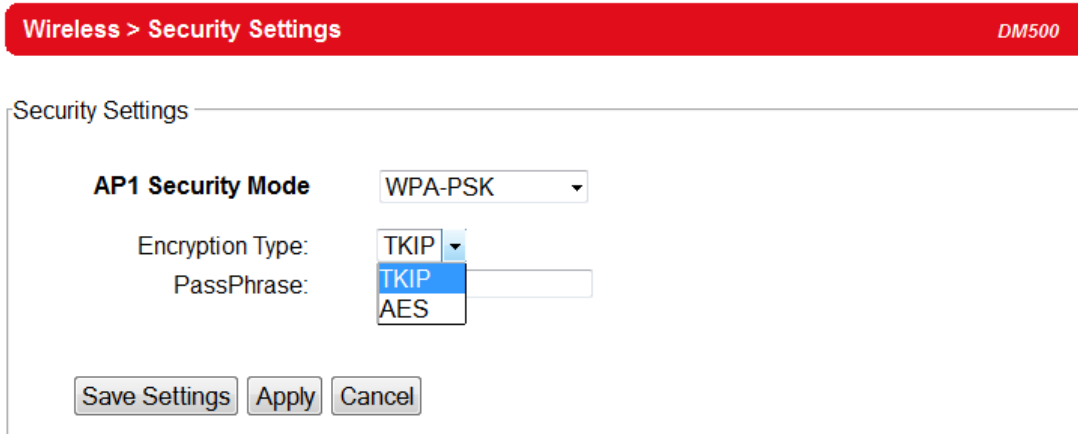 Wireless > Security Settings DM500
Security Settings
AP1 Security Mode WPA-PSK
Encryption Type: TKIP
TKIP
PassPhrase:
AES
Save Settings Apply Cancel